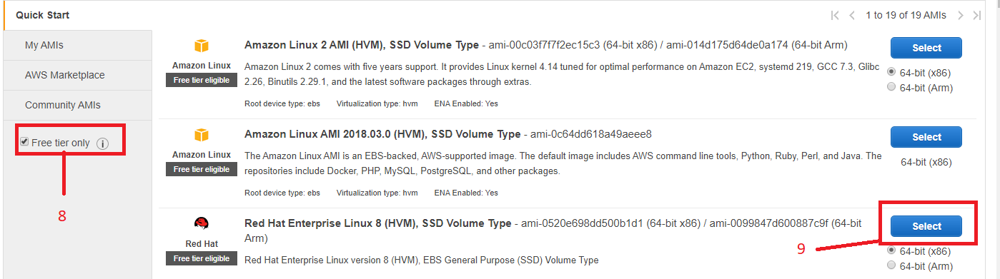 Quick Start
1 to 19 of 19 AMIs
My AMIs
AWS Marketplace
Community AMIs
Free tier only i
8
Amazon Linux
Free tier eligible
Amazon Linux 2 AMI (HVM), SSD Volume Type - ami-00c03f7f7f2ec15c3 (64-bit x86) / ami-014d175d64de0a174 (64-bit Arm)
Amazon Linux 2 comes with five years support. It provides Linux kernel 4.14 tuned for optimal performance on Amazon EC2, systemd 219, GCC 7.3, Glibc
2.26, Binutils 2.29.1, and the latest software packages through extras.
Root device type: ebs Virtualization type: hvm ENA Enabled: Yes
Select
64-bit (x86)
64-bit (Arm)
Amazon Linux
Free tier eligible
Amazon Linux AMI 2018.03.0 (HVM), SSD Volume Type - ami-0c64dd618a49aeee8
The Amazon Linux AMI is an EBS-backed, AWS-supported image. The default image includes AWS command line tools, Python, Ruby, Perl, and Java. The
repositories include Docker, PHP, MySQL, PostgreSQL, and other packages.
Root device type: ebs Virtualization type: hvm ENA Enabled: Yes
Select
64-bit (x86)
Red Hat
Free tier eligible
Red Hat Enterprise Linux 8 (HVM), SSD Volume Type - ami-0520e698dd500b1d1 (64-bit x86) / ami-0099847d600887c9f (64-bit
Arm)
Red Hat Enterprise Linux version 8 (HVM), EBS General Purpose (SSD) Volume Type
Select
9
64-bit (x86)
64-bit (Arm)